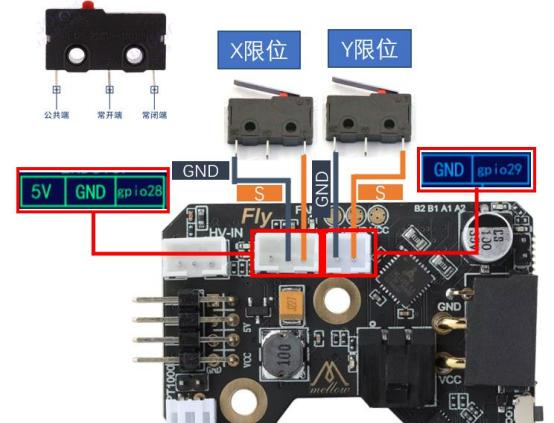 X限位
Y限位
公共端
常开端
常闭端
GND
S
GND
S
5V
GND
gpio28
GND
gpio29
Fly
HV-IN
B2 B1 A1 A2
5V
VCC
100
mellow
GND
VCC